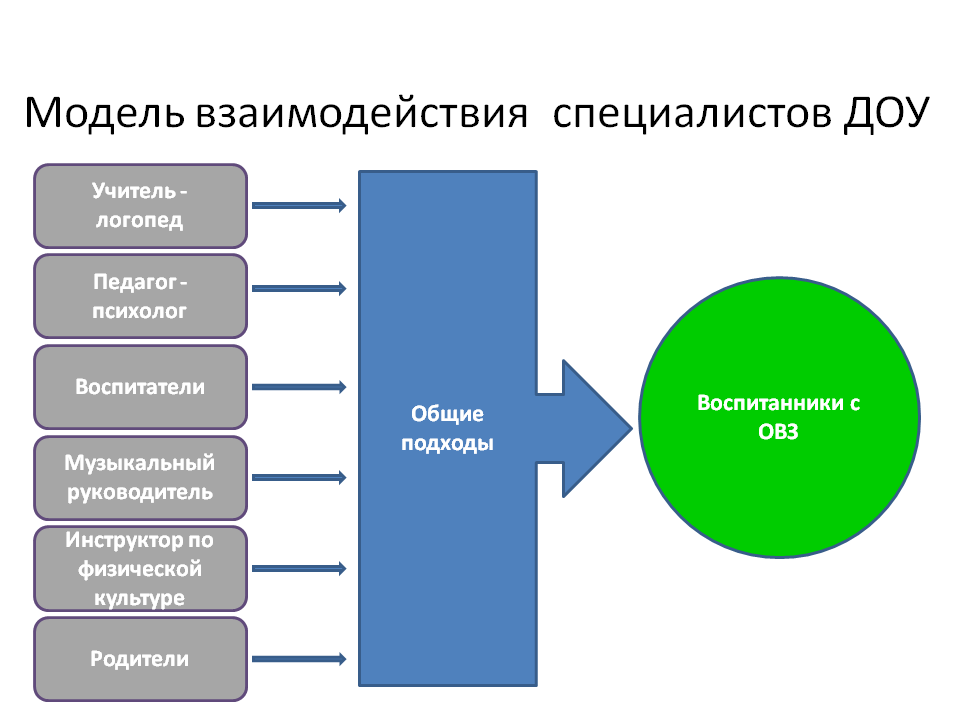 Модель взаимодействия специалистов ДОУ
Учитель -
логопед
Педагог -
психолог
Воспитатели
Музыкальный
руководитель
Инструктор по
физической
культуре
Родители
Общие
подходы
Воспитанники с
ОВЗ